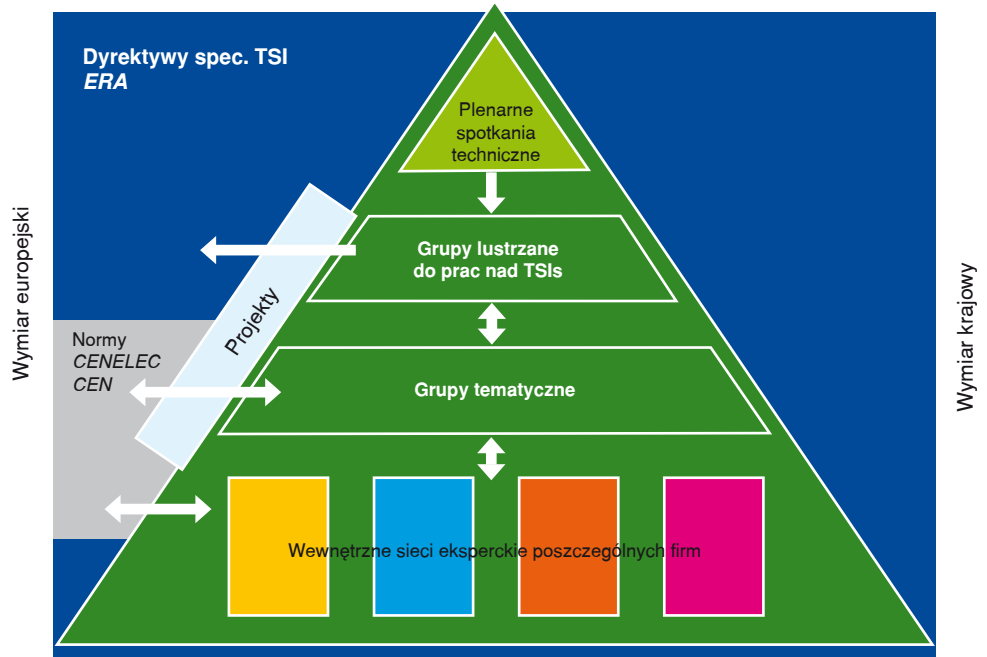 Dyrektywy spec. TSI
ERA
Plenarne
spotkania
techniczne
Wymiar europejski
Grupy lustrzane
do prac nad TSIs
Projekty
Wymiar krajowy
Normy
CENELEC
CEN
Grupy tematyczne
Wewnętrzne sieci eksperckie poszczególnych firm